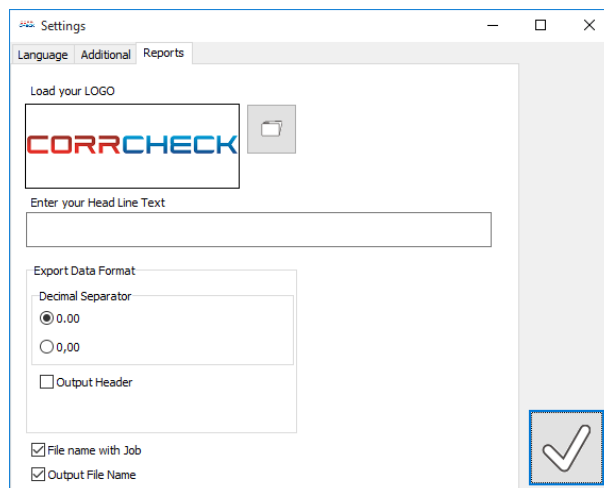 Settings
Language Additional Reports
Load your LOGO
CORRCHECK
Enter your Head Line Text
Export Data Format
Decimal Separator
0.00
0,00
Output Header
File name with Job
Output File Name